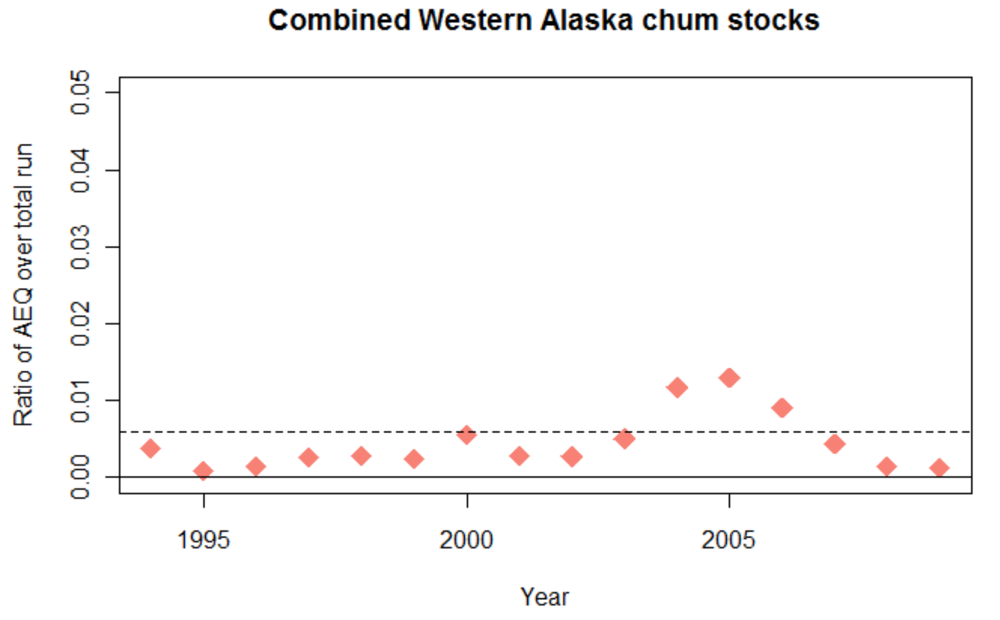 Combined Western Alaska chum stocks
Ratio of AEQ over total run
0.05
0.04
0.03
0.02
0.01
0.00
1995 2000 2005
Year